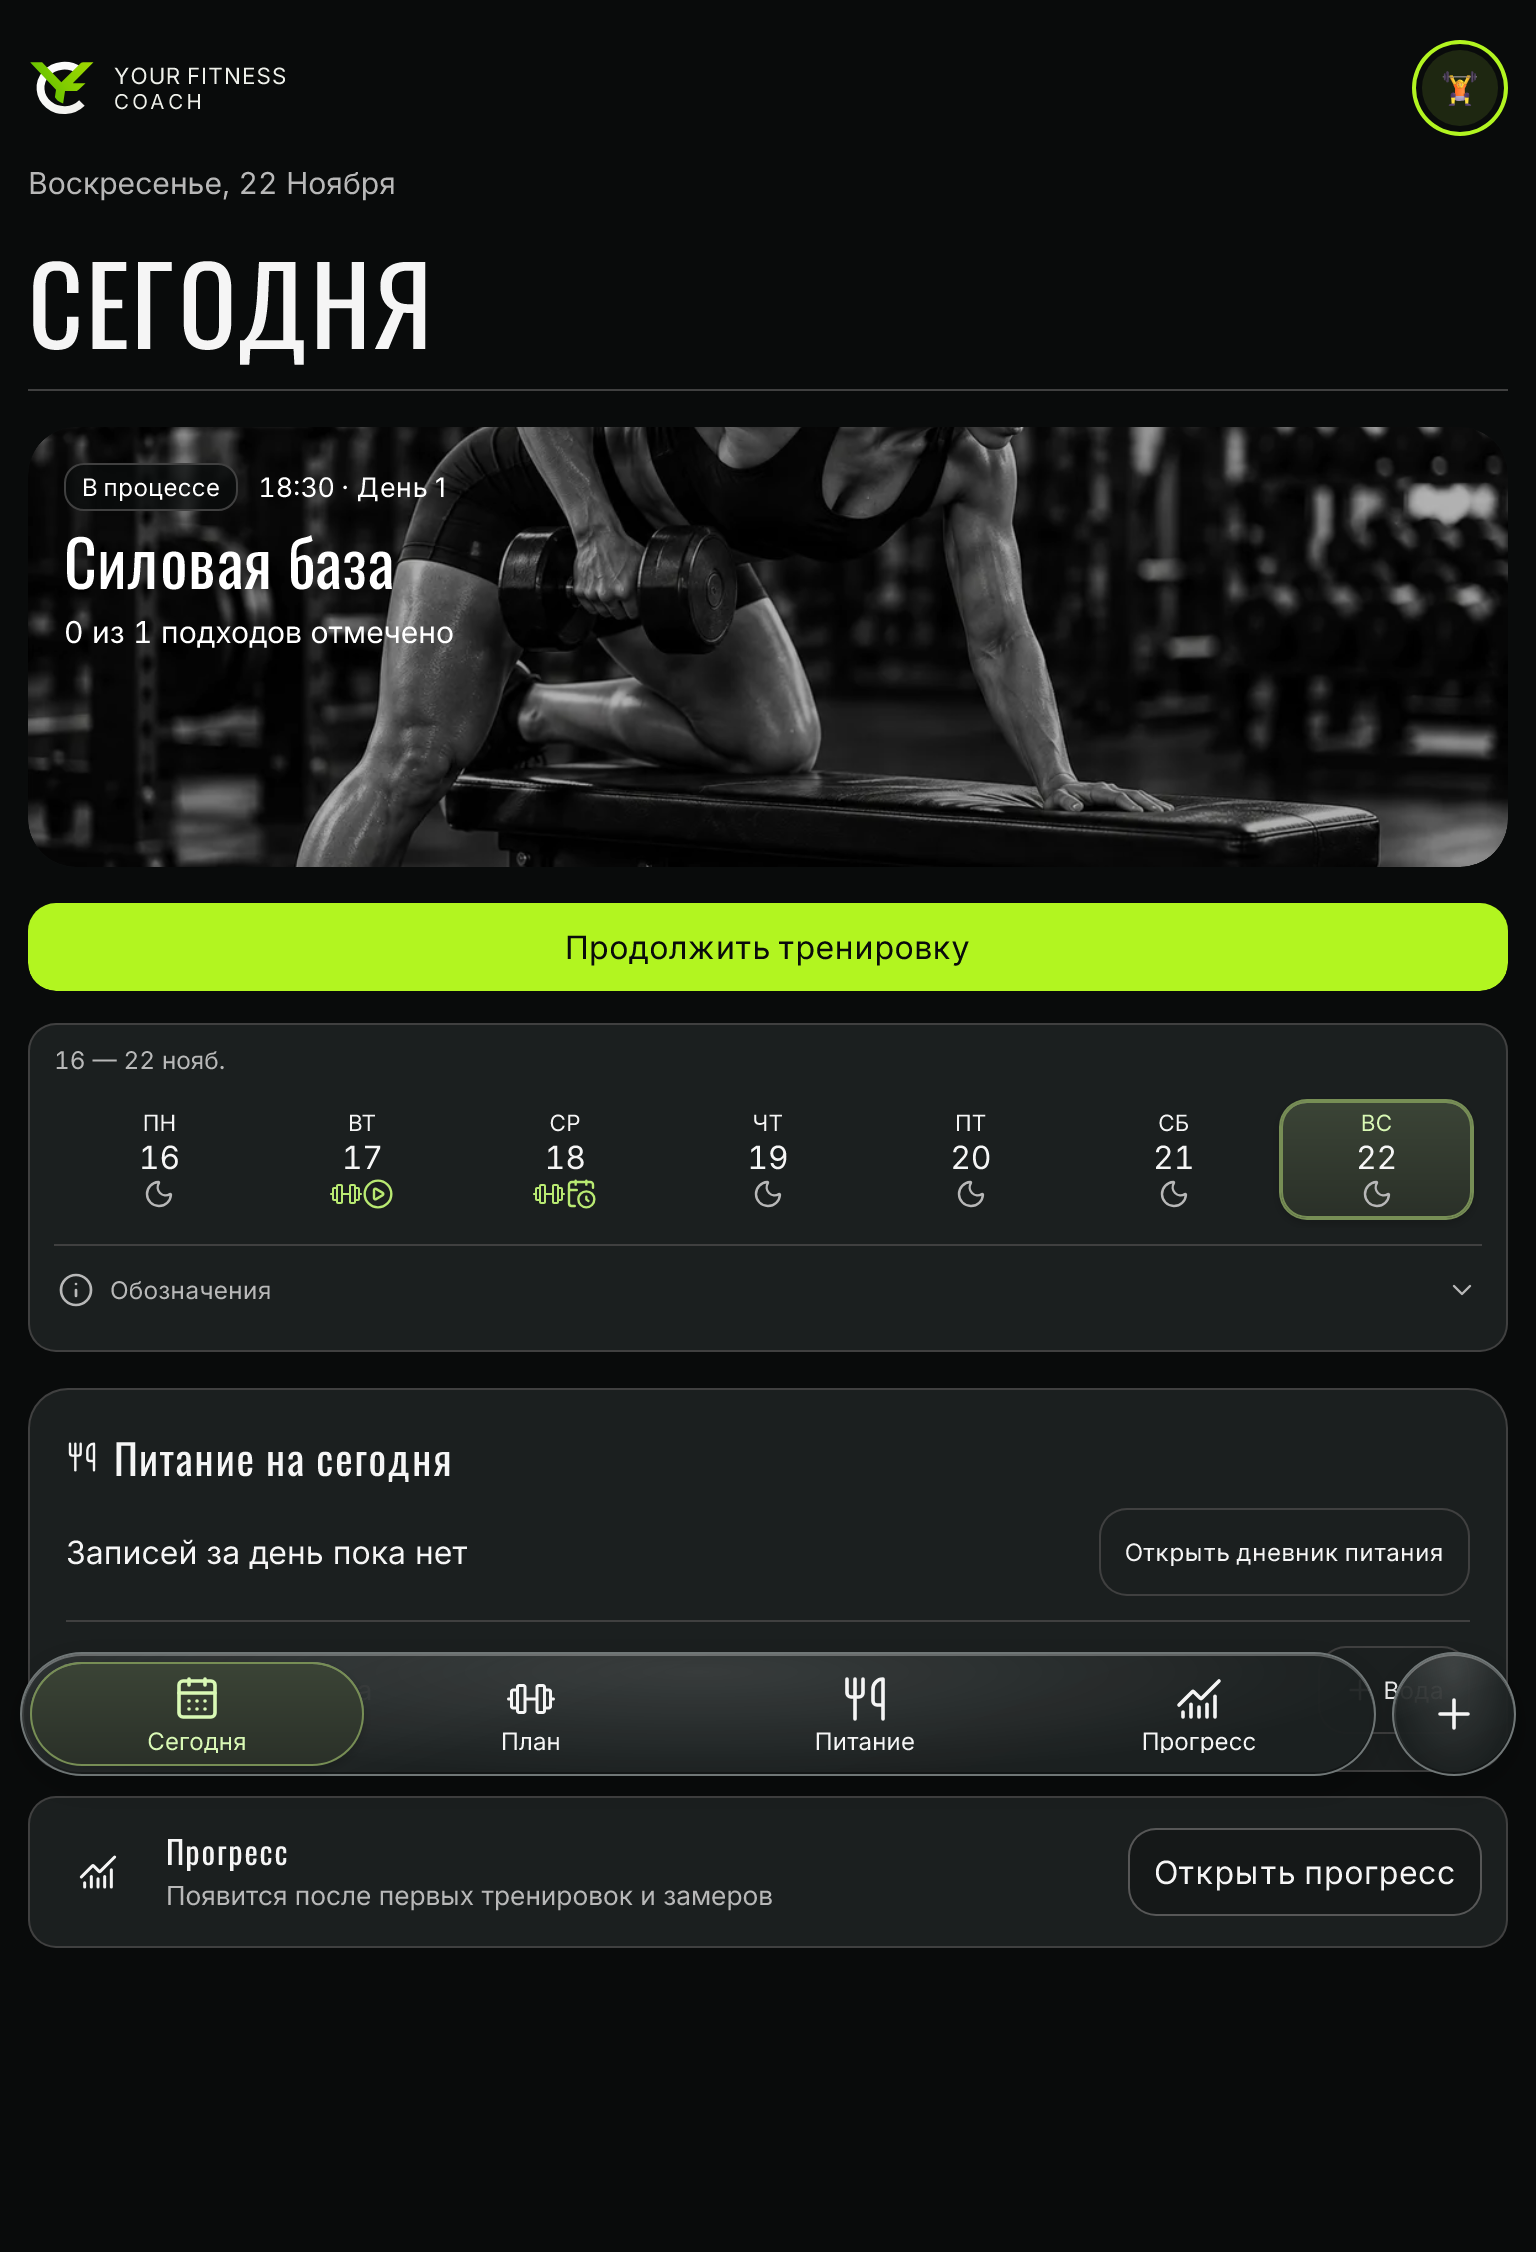 YOUR FITNESS
COACH
Воскресенье, 22 Ноября
СЕГОДНЯ
В процессе 18:30 · День 1
Силовая база
0 из 1 подходов отмечено
Продолжить тренировку
16 — 22 нояб.
ПН ВТ СР ЧТ ПТ СБ ВС
16 17 18 19 20 21 22
Обозначения
Питание на сегодня
Записей за день пока нет
Открыть дневник питания
Вода
Сегодня План Питание Прогресс
Прогресс
Появится после первых тренировок и замеров
Открыть прогресс